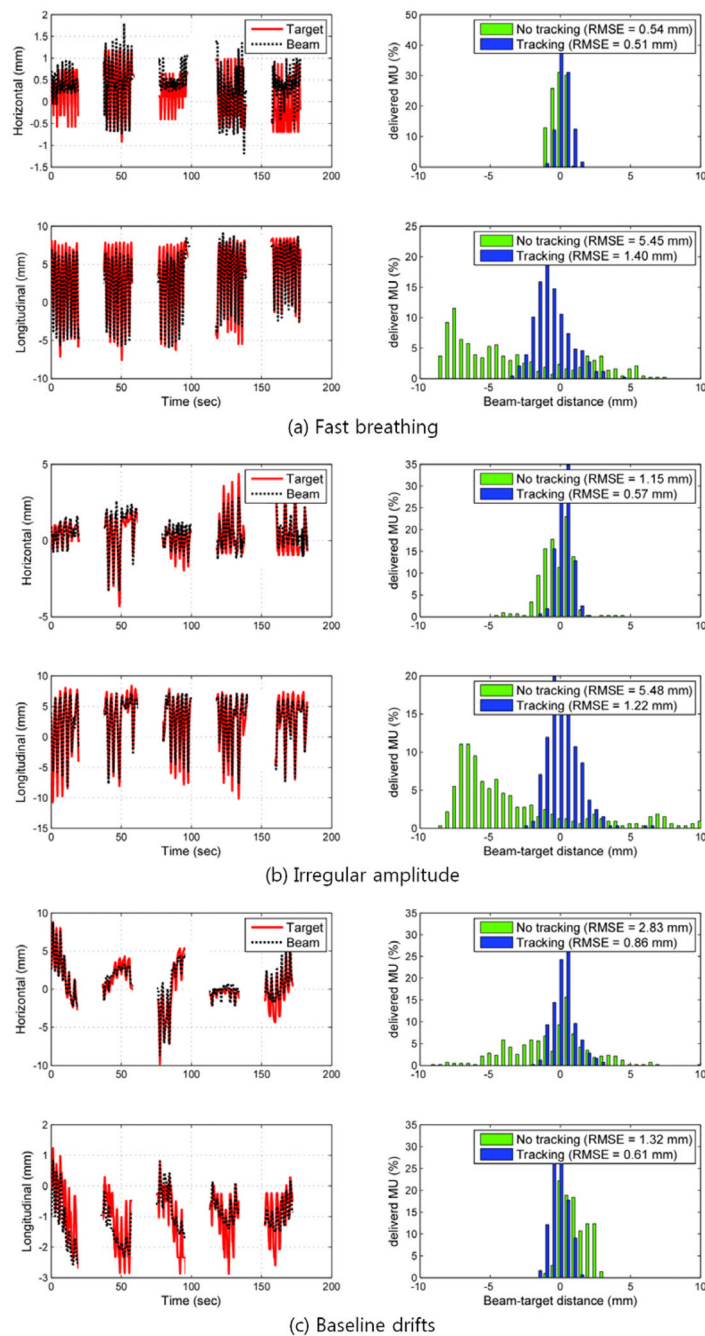 Horizontal (mm)
2
1.5
1
0.5
0
-0.5
-1
-1.5
0 50 100 150 200
Target
Beam
delivered MU (%)
50
40
30
20
10
0
-10 -5 0 5 10
No tracking (RMSE = 0.54 mm)
Tracking (RMSE = 0.51 mm)
Longitudinal (mm)
10
5
0
-5
-10
0 50 100 150 200
Time (sec)
deliverd MU (%)
25
20
15
10
5
0
-10 -5 0 5 10
Beam-target distance (mm)
No tracking (RMSE = 5.45 mm)
Tracking (RMSE = 1.40 mm)
(a) Fast breathing
Horizontal (mm)
5
0
-5
0 50 100 150 200
Target
Beam
delivered MU (%)
35
30
25
20
15
10
5
0
-10 -5 0 5 10
No tracking (RMSE = 1.15 mm)
Tracking (RMSE = 0.57 mm)
Longitudinal (mm)
10
5
0
-5
-10
-15
0 50 100 150 200
Time (sec)
deliverd MU (%)
20
15
10
5
0
-10 -5 0 5 10
Beam-target distance (mm)
No tracking (RMSE = 5.48 mm)
Tracking (RMSE = 1.22 mm)
(b) Irregular amplitude
Horizontal (mm)
10
5
0
-5
-10
0 50 100 150 200
Target
Beam
delivered MU (%)
35
30
25
20
15
10
5
0
-10 -5 0 5 10
No tracking (RMSE = 2.83 mm)
Tracking (RMSE = 0.86 mm)
Longitudinal (mm)
2
1
0
-1
-2
-3
0 50 100 150 200
Time (sec)
deliverd MU (%)
35
30
25
20
15
10
5
0
-10 -5 0 5 10
Beam-target distance (mm)
No tracking (RMSE = 1.32 mm)
Tracking (RMSE = 0.61 mm)
(c) Baseline drifts